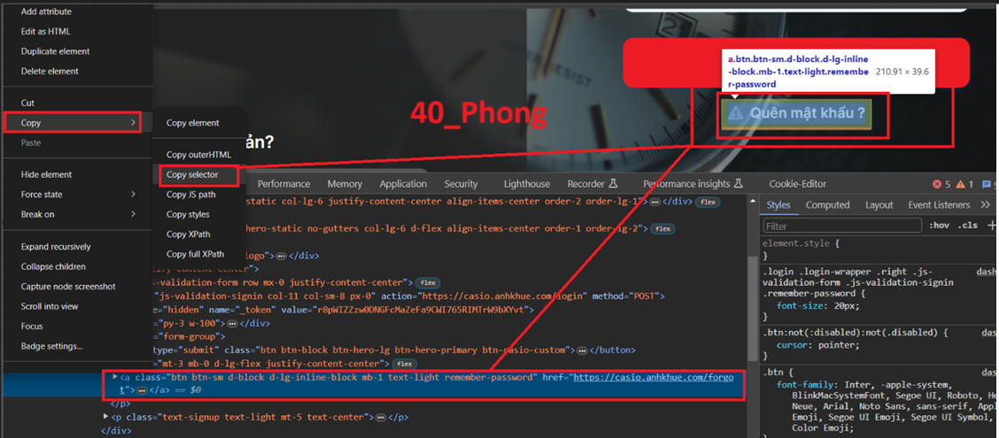 Add attribute
Edit as HTML
Duplicate element
Delete element
Cut
Copy
Paste
Hide element
Force state
Break on
Expand recursively
Collapse children
Capture node screenshot
Scroll into view
Focus
Badge settings...
Copy element
Copy outerHTML
Copy selector
Copy JS path
Copy styles
Copy XPath
Copy full XPath
ản?
40_Phong
RESIST
21
a.btn.btn-sm.d-block.d-lg-inline
-block.mb-1.text-light.remembe
r-password
210.91 × 39.6
Quên mật khẩu ?
Performance Memory Application Security Lighthouse Recorder Performance insights Cookie-Editor 5 1
-static col-lg-6 justify-content-center align-items-center order-2 order-lg-1"> … </div> flex
hero-static no-gutters col-lg-6 d-flex align-items-center order-1 order-lg-2"> flex
logo"> … </div>
tify content center">
s-validation-form row mx-0 justify-content-center"> flex
"js-validation-signin col-11 col-sm-8 px-0" action="https://casio.anhkhue.com/login" method="POST">
e="hidden" name="_token" value="r8pWIZZzw0DNGFcMaZeFa9CWI765RIMTrW9bXYvt">
="py-3 w-100"> … </div>
="form-group">
type="submit" class="btn btn-block btn-hero-lg btn-hero-primary btn-casio-custom"> … </button>
="mt-3 mb-0 d-lg-flex justify-content-center"> flex
<a class="btn btn-sm d-block d-lg-inline-block mb-1 text-light remember-password" href="https://casio.anhkhue.com/forgo
t"> … </a> == $0
</p>
<p class="text-signup text-light mt-5 text-center"> … </p>
</div>
Styles Computed Layout Event Listeners
Filter :hov .cls +
element.style {
}
.login .login-wrapper .right .js- dash
validation-form .js-validation-signin
.remember-password {
font-size: 20px;
}
.btn:not(:disabled):not(.disabled) { das
cursor: pointer;
}
.btn { das
font-family: Inter, -apple-system,
BlinkMacSystemFont, Segoe UI, Roboto, He
Neue, Arial, Noto Sans, sans-serif, Appl
Emoji, Segoe UI Emoji, Segoe UI Symbol,
Color Emoji;